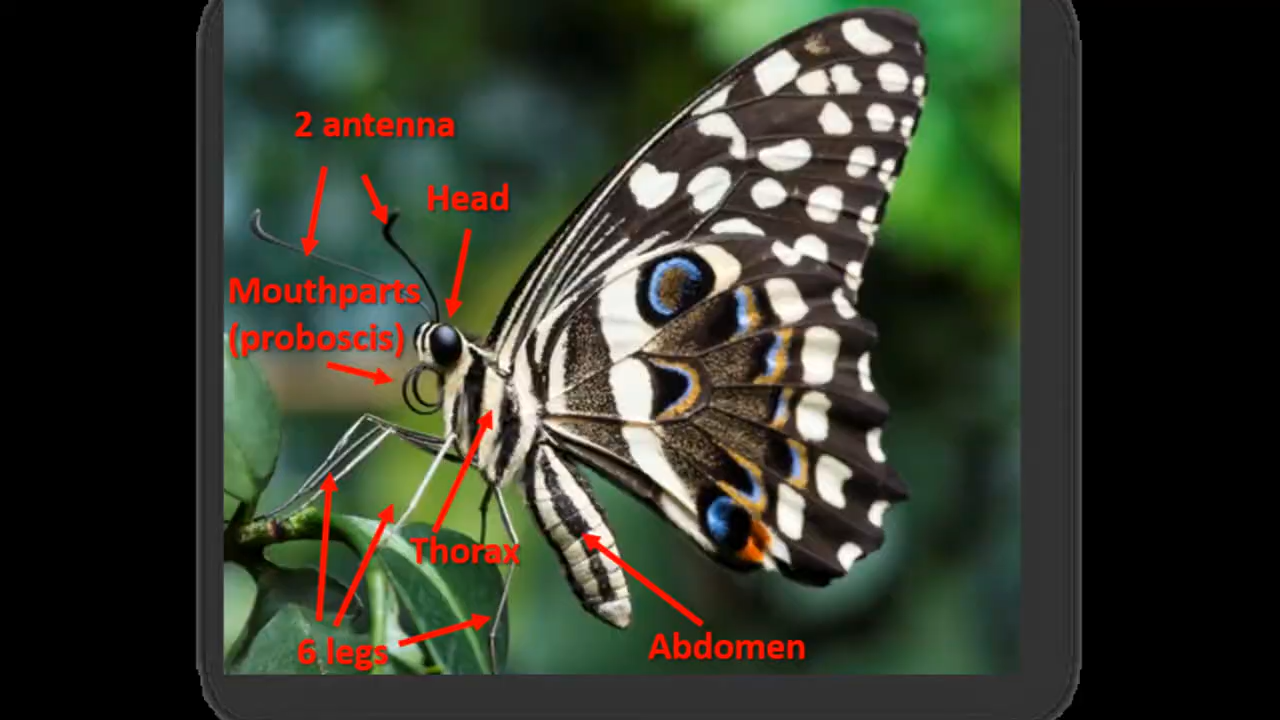 2 antenna
Head
Mouthparts
(proboscis)
Thorax
6 legs
Abdomen